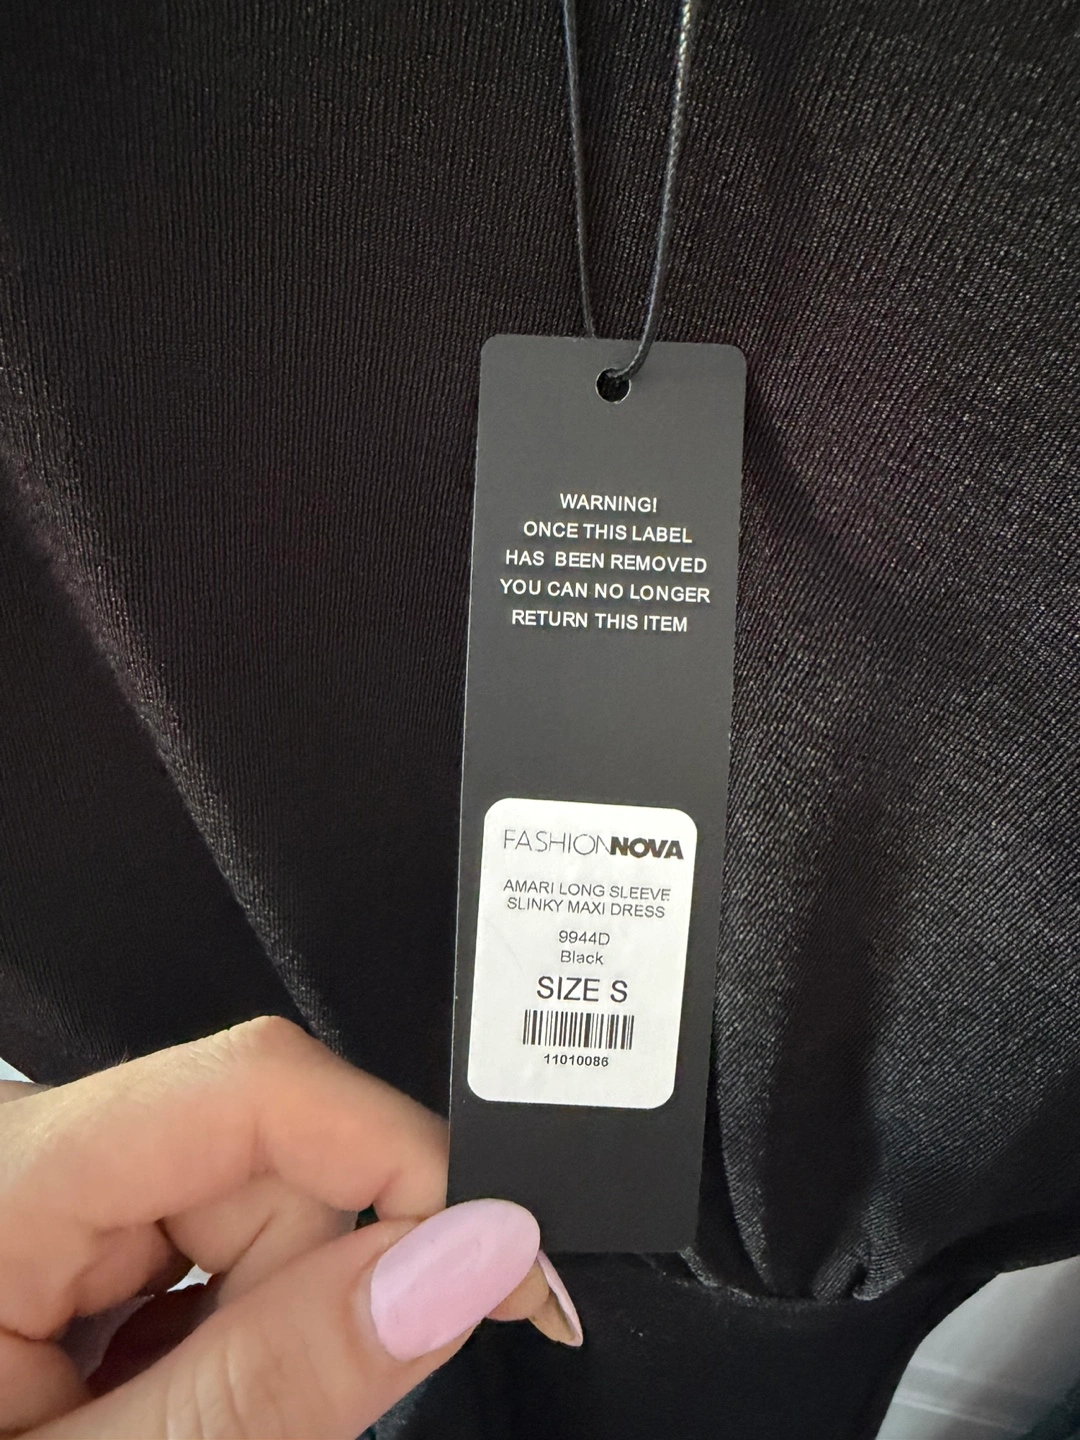 WARNING!
ONCE THIS LABEL
HAS BEEN REMOVED
YOU CAN NO LONGER
RETURN THIS ITEM
FASHIONNOVA
AMARI LONG SLEEVE
SLINKY MAXI DRESS
9944D
Black
SIZE S
11010086